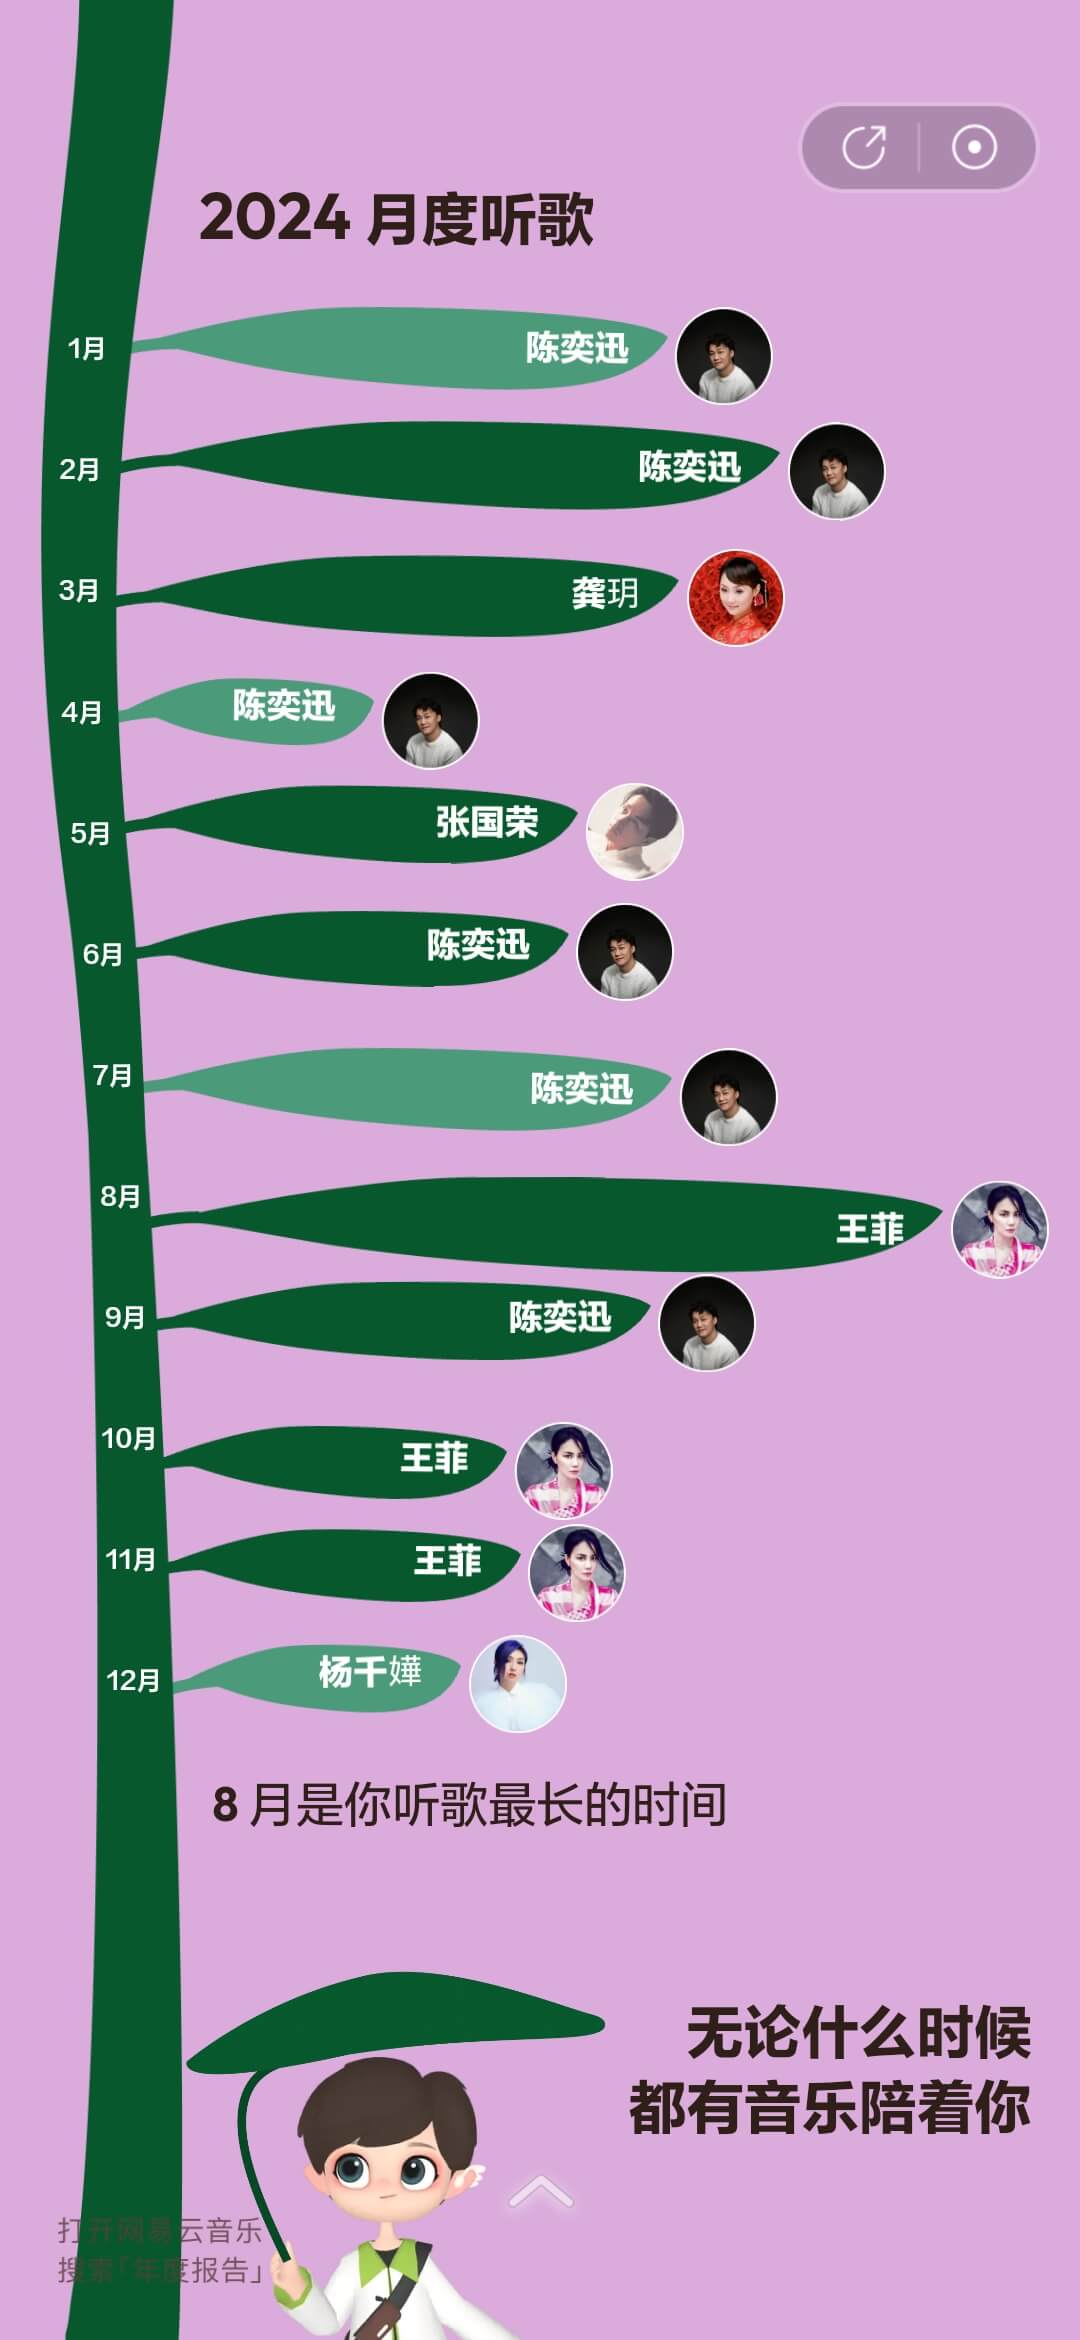 2024 月度听歌
1月 陈奕迅
2月 陈奕迅
3月 龚玥
4月 陈奕迅
5月 张国荣
6月 陈奕迅
7月 陈奕迅
8月 王菲
9月 陈奕迅
10月 王菲
11月 王菲
12月 杨千嬅
8 月是你听歌最长的时间
无论什么时候
都有音乐陪着你
打开网易云音乐
搜索「年度报告」